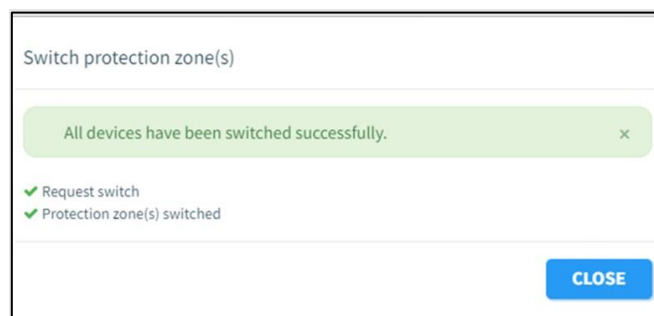 Switch protection zone(s)
All devices have been switched successfully. ×
✔ Request switch
✔ Protection zone(s) switched
CLOSE